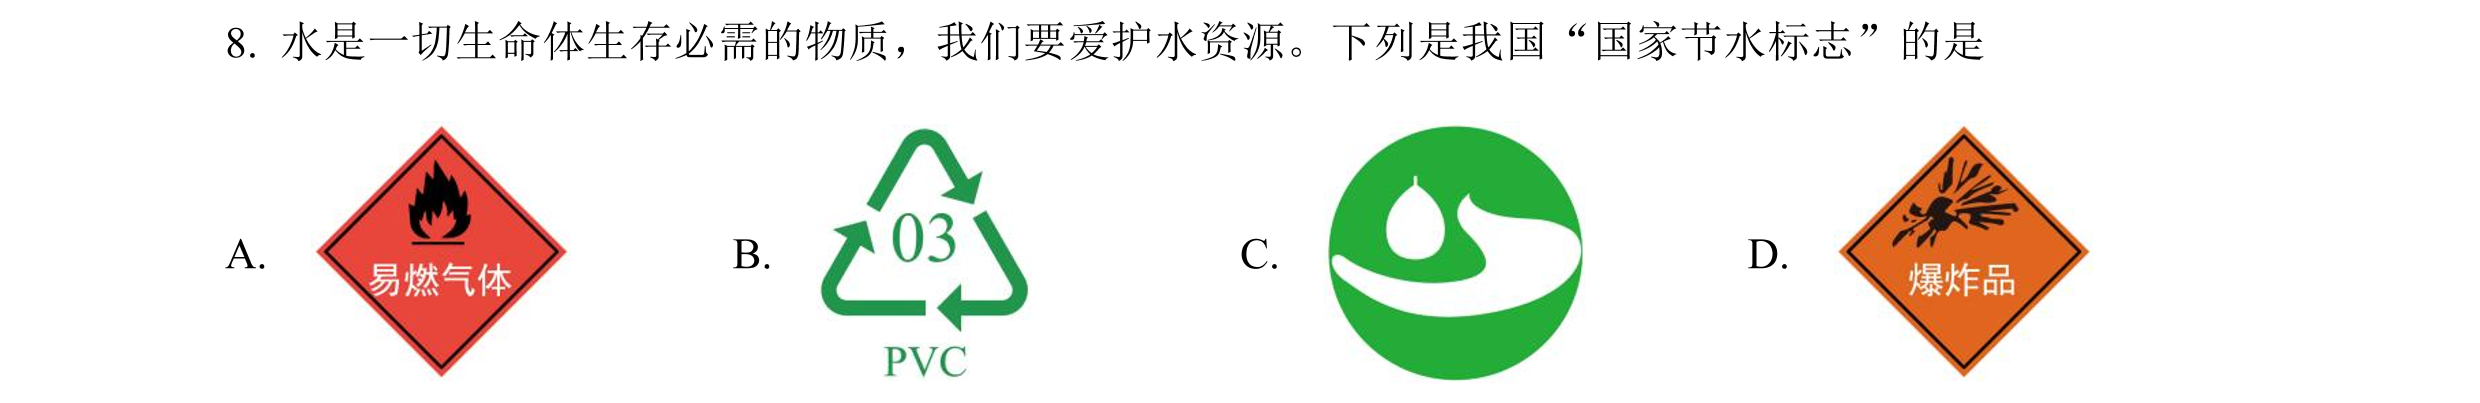 8. 水是一切生命体生存必需的物质，我们要爱护水资源。下列是我国“国家节水标志”的是
A. 易燃气体
B. 03 PVC
C.
D. 爆炸品